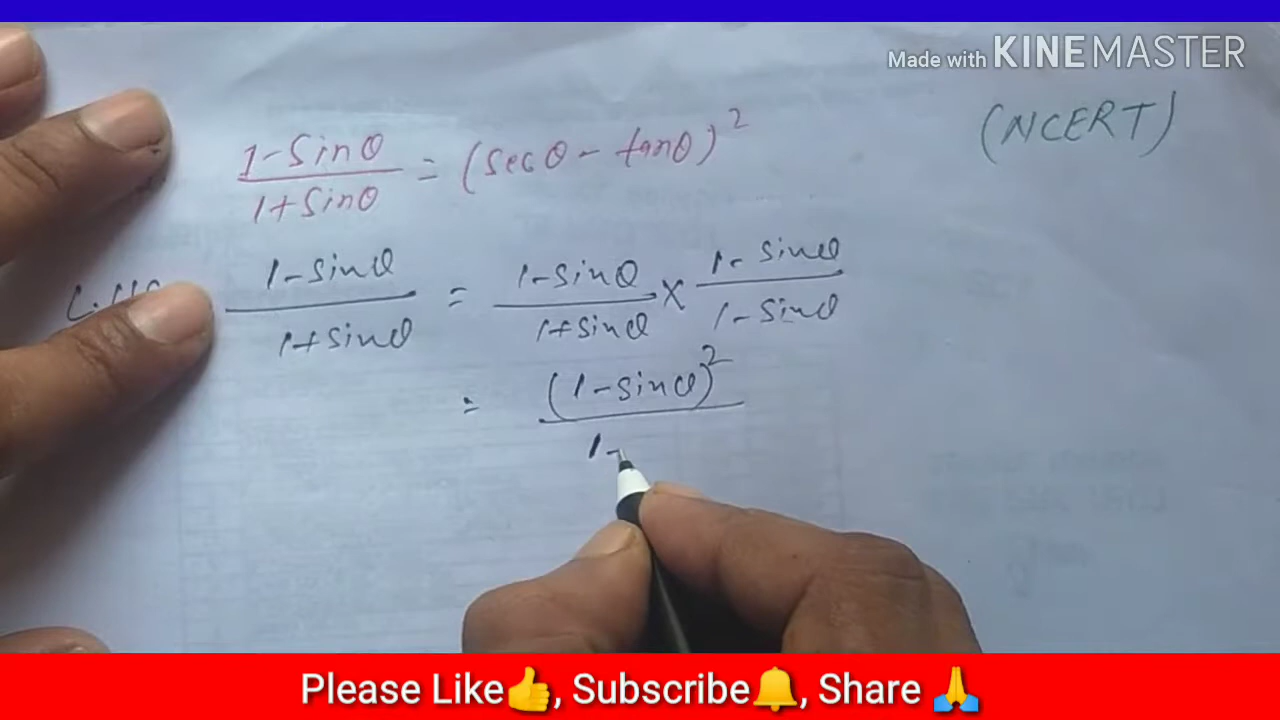 Made with KINEMASTER
(NCERT)
1-Sinθ / 1+Sinθ = (Secθ - tanθ)²
1-Sinθ / 1+Sinθ = 1-Sinθ / 1+Sinθ × 1-Sinθ / 1-Sinθ
= (1-Sinθ)² / 1-
Please Like👍, Subscribe🔔, Share 🙏